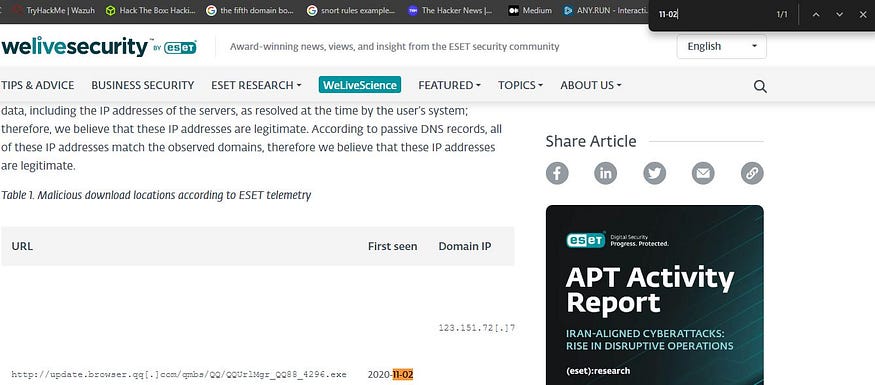 TryHackMe | Wazuh
Hack The Box: Hacki...
the fifth domain bo...
snort rules example...
The Hacker News |...
Medium
ANY.RUN - Interacti...
11-02
1/1
welivesecurity™ BY eset®
Award-winning news, views, and insight from the ESET security community
English
TIPS & ADVICE
BUSINESS SECURITY
ESET RESEARCH
WeLiveScience
FEATURED
TOPICS
ABOUT US
data, including the IP addresses of the servers, as resolved at the time by the user's system;
therefore, we believe that these IP addresses are legitimate. According to passive DNS records, all
of these IP addresses match the observed domains, therefore we believe that these IP addresses
are legitimate.
Table 1. Malicious download locations according to ESET telemetry
URL
First seen
Domain IP
123.151.72[.]7
http://update.browser.qq[.]com/qmbs/QQ/QQUrlMgr_QQ88_4296.exe
2020-11-02
Share Article
eset®
Digital Security
Progress. Protected.
APT Activity
Report
IRAN-ALIGNED CYBERATTACKS:
RISE IN DISRUPTIVE OPERATIONS
(eset):research